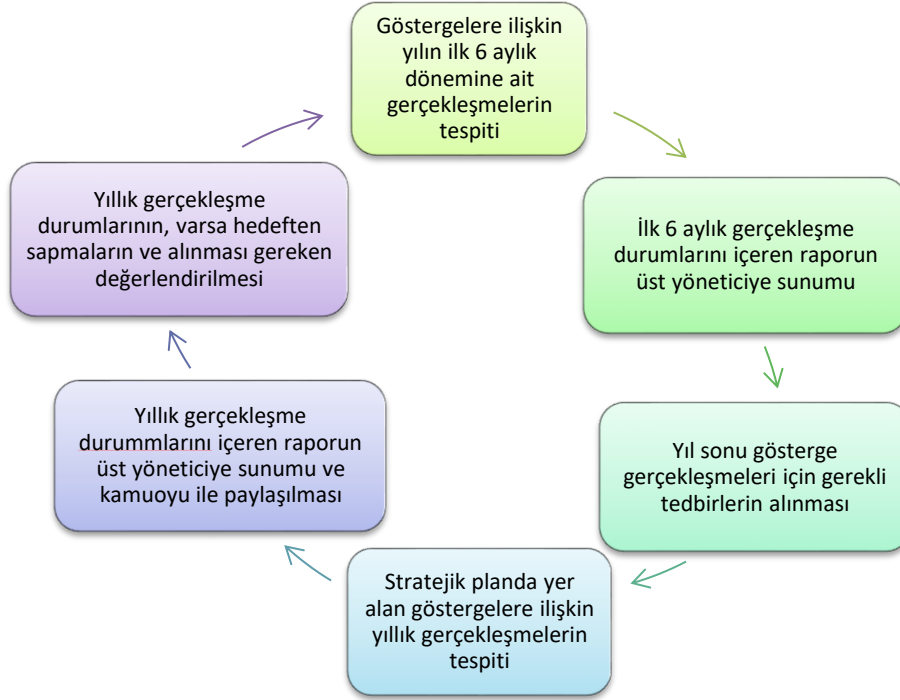 Göstergelere ilişkin
yılın ilk 6 aylık
dönemine ait
gerçekleşmelerin
tespiti
İlk 6 aylık gerçekleşme
durumlarını içeren raporun
üst yöneticiye sunumu
Yıl sonu gösterge
gerçekleşmeleri için gerekli
tedbirlerin alınması
Stratejik planda yer
alan göstergelere ilişkin
yıllık gerçekleşmelerin
tespiti
Yıllık gerçekleşme
durummlarını içeren raporun
üst yöneticiye sunumu ve
kamuoyu ile paylaşılması
Yıllık gerçekleşme
durumlarının, varsa hedeften
sapmaların ve alınması gereken
değerlendirilmesi